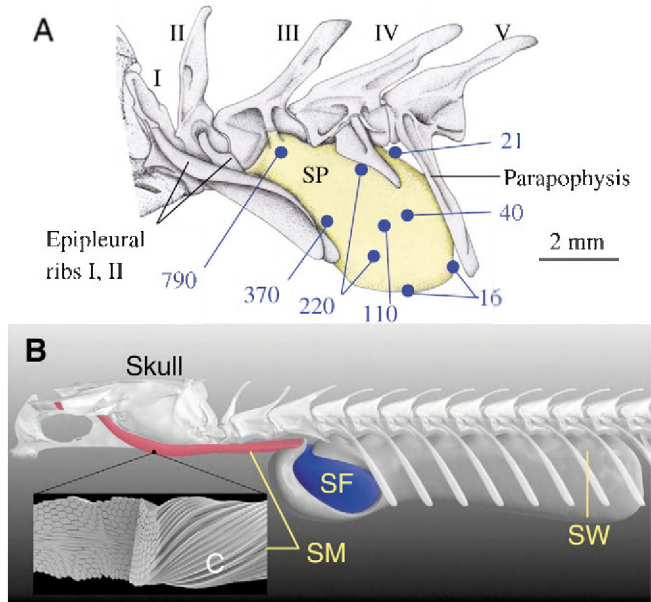 A
I
II
III
IV
V
SP
21
Parapophysis
40
2 mm
Epipleural
ribs I, II
790
370
220
110
16
B
Skull
SF
SM
SW
C